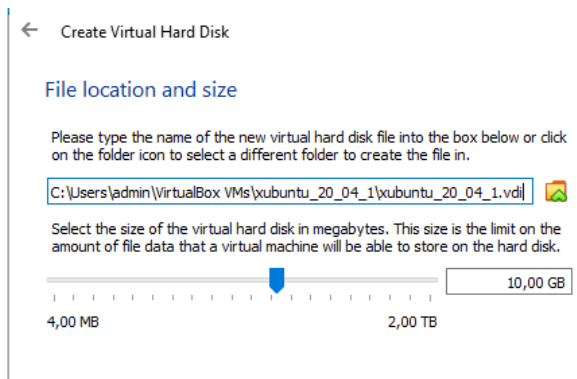 Create Virtual Hard Disk
File location and size
Please type the name of the new virtual hard disk file into the box below or click
on the folder icon to select a different folder to create the file in.
C:\Users\admin\VirtualBox VMs\xubuntu_20_04_1\xubuntu_20_04_1.vdi
Select the size of the virtual hard disk in megabytes. This size is the limit on the
amount of file data that a virtual machine will be able to store on the hard disk.
10,00 GB
4,00 MB 2,00 TB